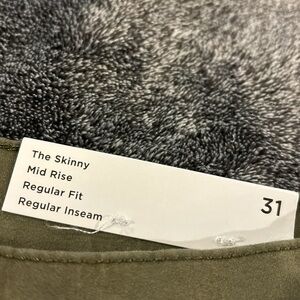 The Skinny
Mid Rise
Regular Fit
Regular Inseam
31